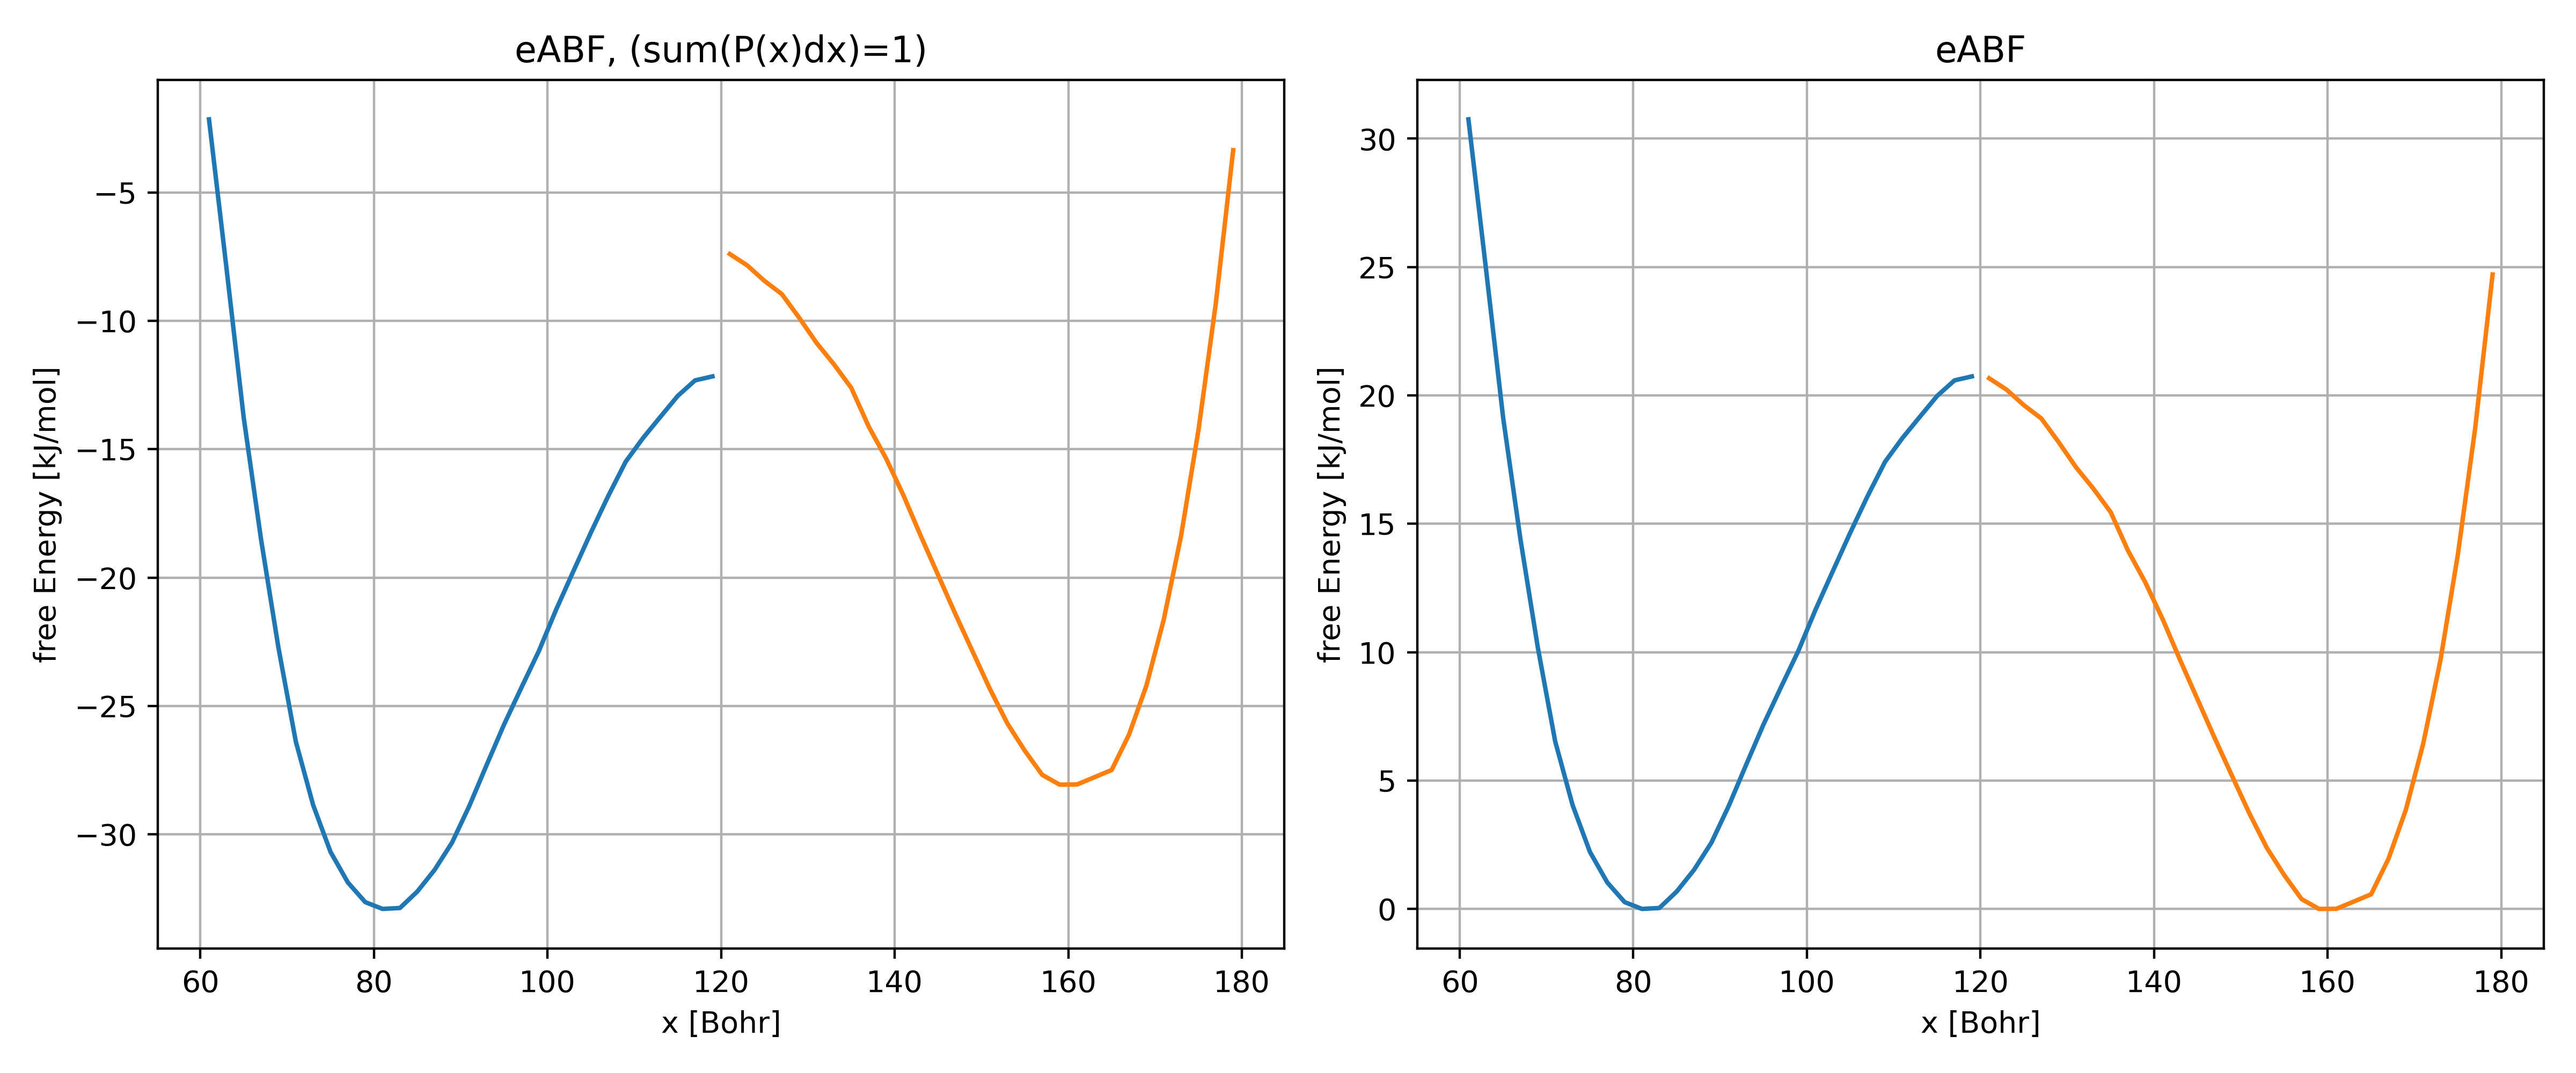 eABF, (sum(P(x)dx)=1)
free Energy [kJ/mol]
−5
−10
−15
−20
−25
−30
60 80 100 120 140 160 180
x [Bohr]
eABF
free Energy [kJ/mol]
30
25
20
15
10
5
0
60 80 100 120 140 160 180
x [Bohr]